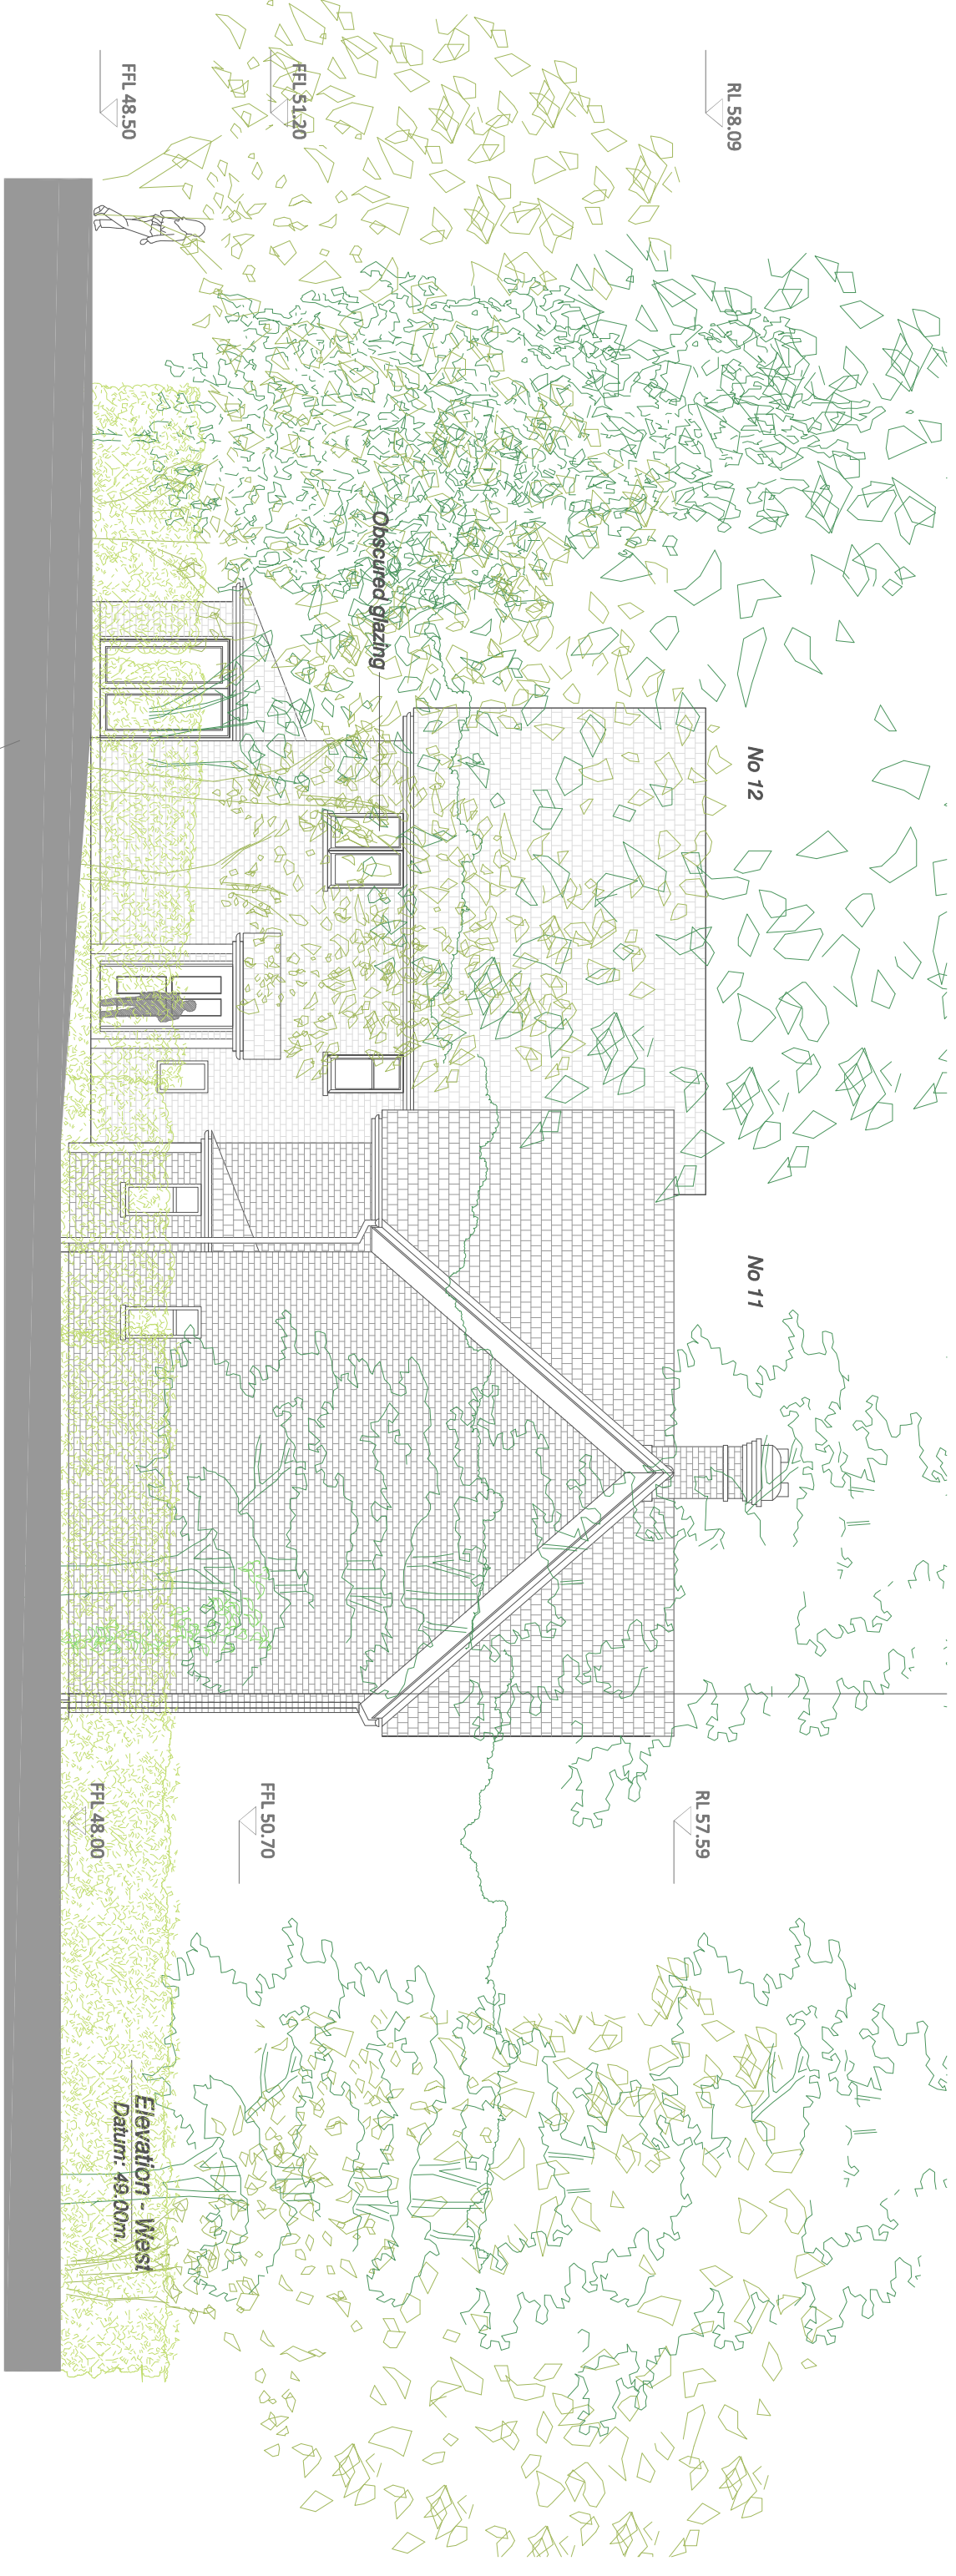 No 12
No 11
RL 58.09
RL 57.59
Obscured glazing
FFL 51.20
FFL 50.70
FFL 48.50
FFL 48.00
Elevation - West
Datum: 49.00m.